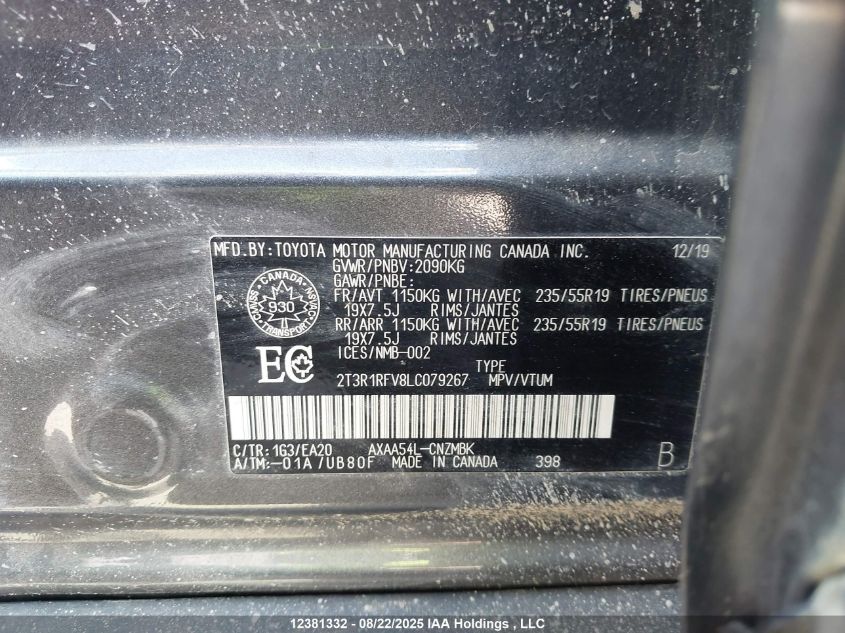 MFD.BY:TOYOTA MOTOR MANUFACTURING CANADA INC. 12/19
GVWR/PNBV:2090KG
GAWR/PNBE:
FR/AVT 1150KG WITH/AVEC 235/55R19 TIRES/PNEUS
19X7.5J RIMS/JANTES
RR/ARR 1150KG WITH/AVEC 235/55R19 TIRES/PNEUS
19X7.5J RIMS/JANTES
ICES/NMB-002
CANADA
930
TRANSPORT
EC
TYPE
2T3R1RFV8LC079267 MPV/VTUM
C/TR: 1G3/EA20 AXAA54L-CNZMBK
A/TM:-01A/UB80F MADE IN CANADA 398 B
12381332 - 08/22/2025 IAA Holdings , LLC